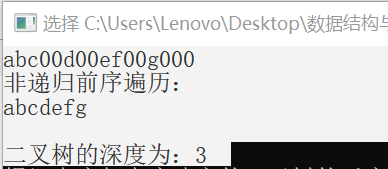 选择 C:\Users\Lenovo\Desktop\数据结构与
abc00d00ef00g000
非递归前序遍历：
abcdefg
二叉树的深度为：3